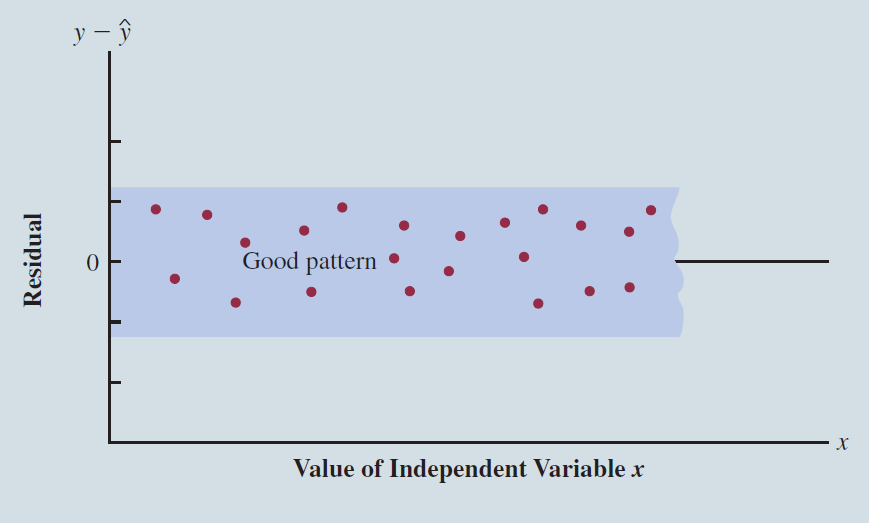 y − ŷ
Residual
0
Good pattern
x
Value of Independent Variable x